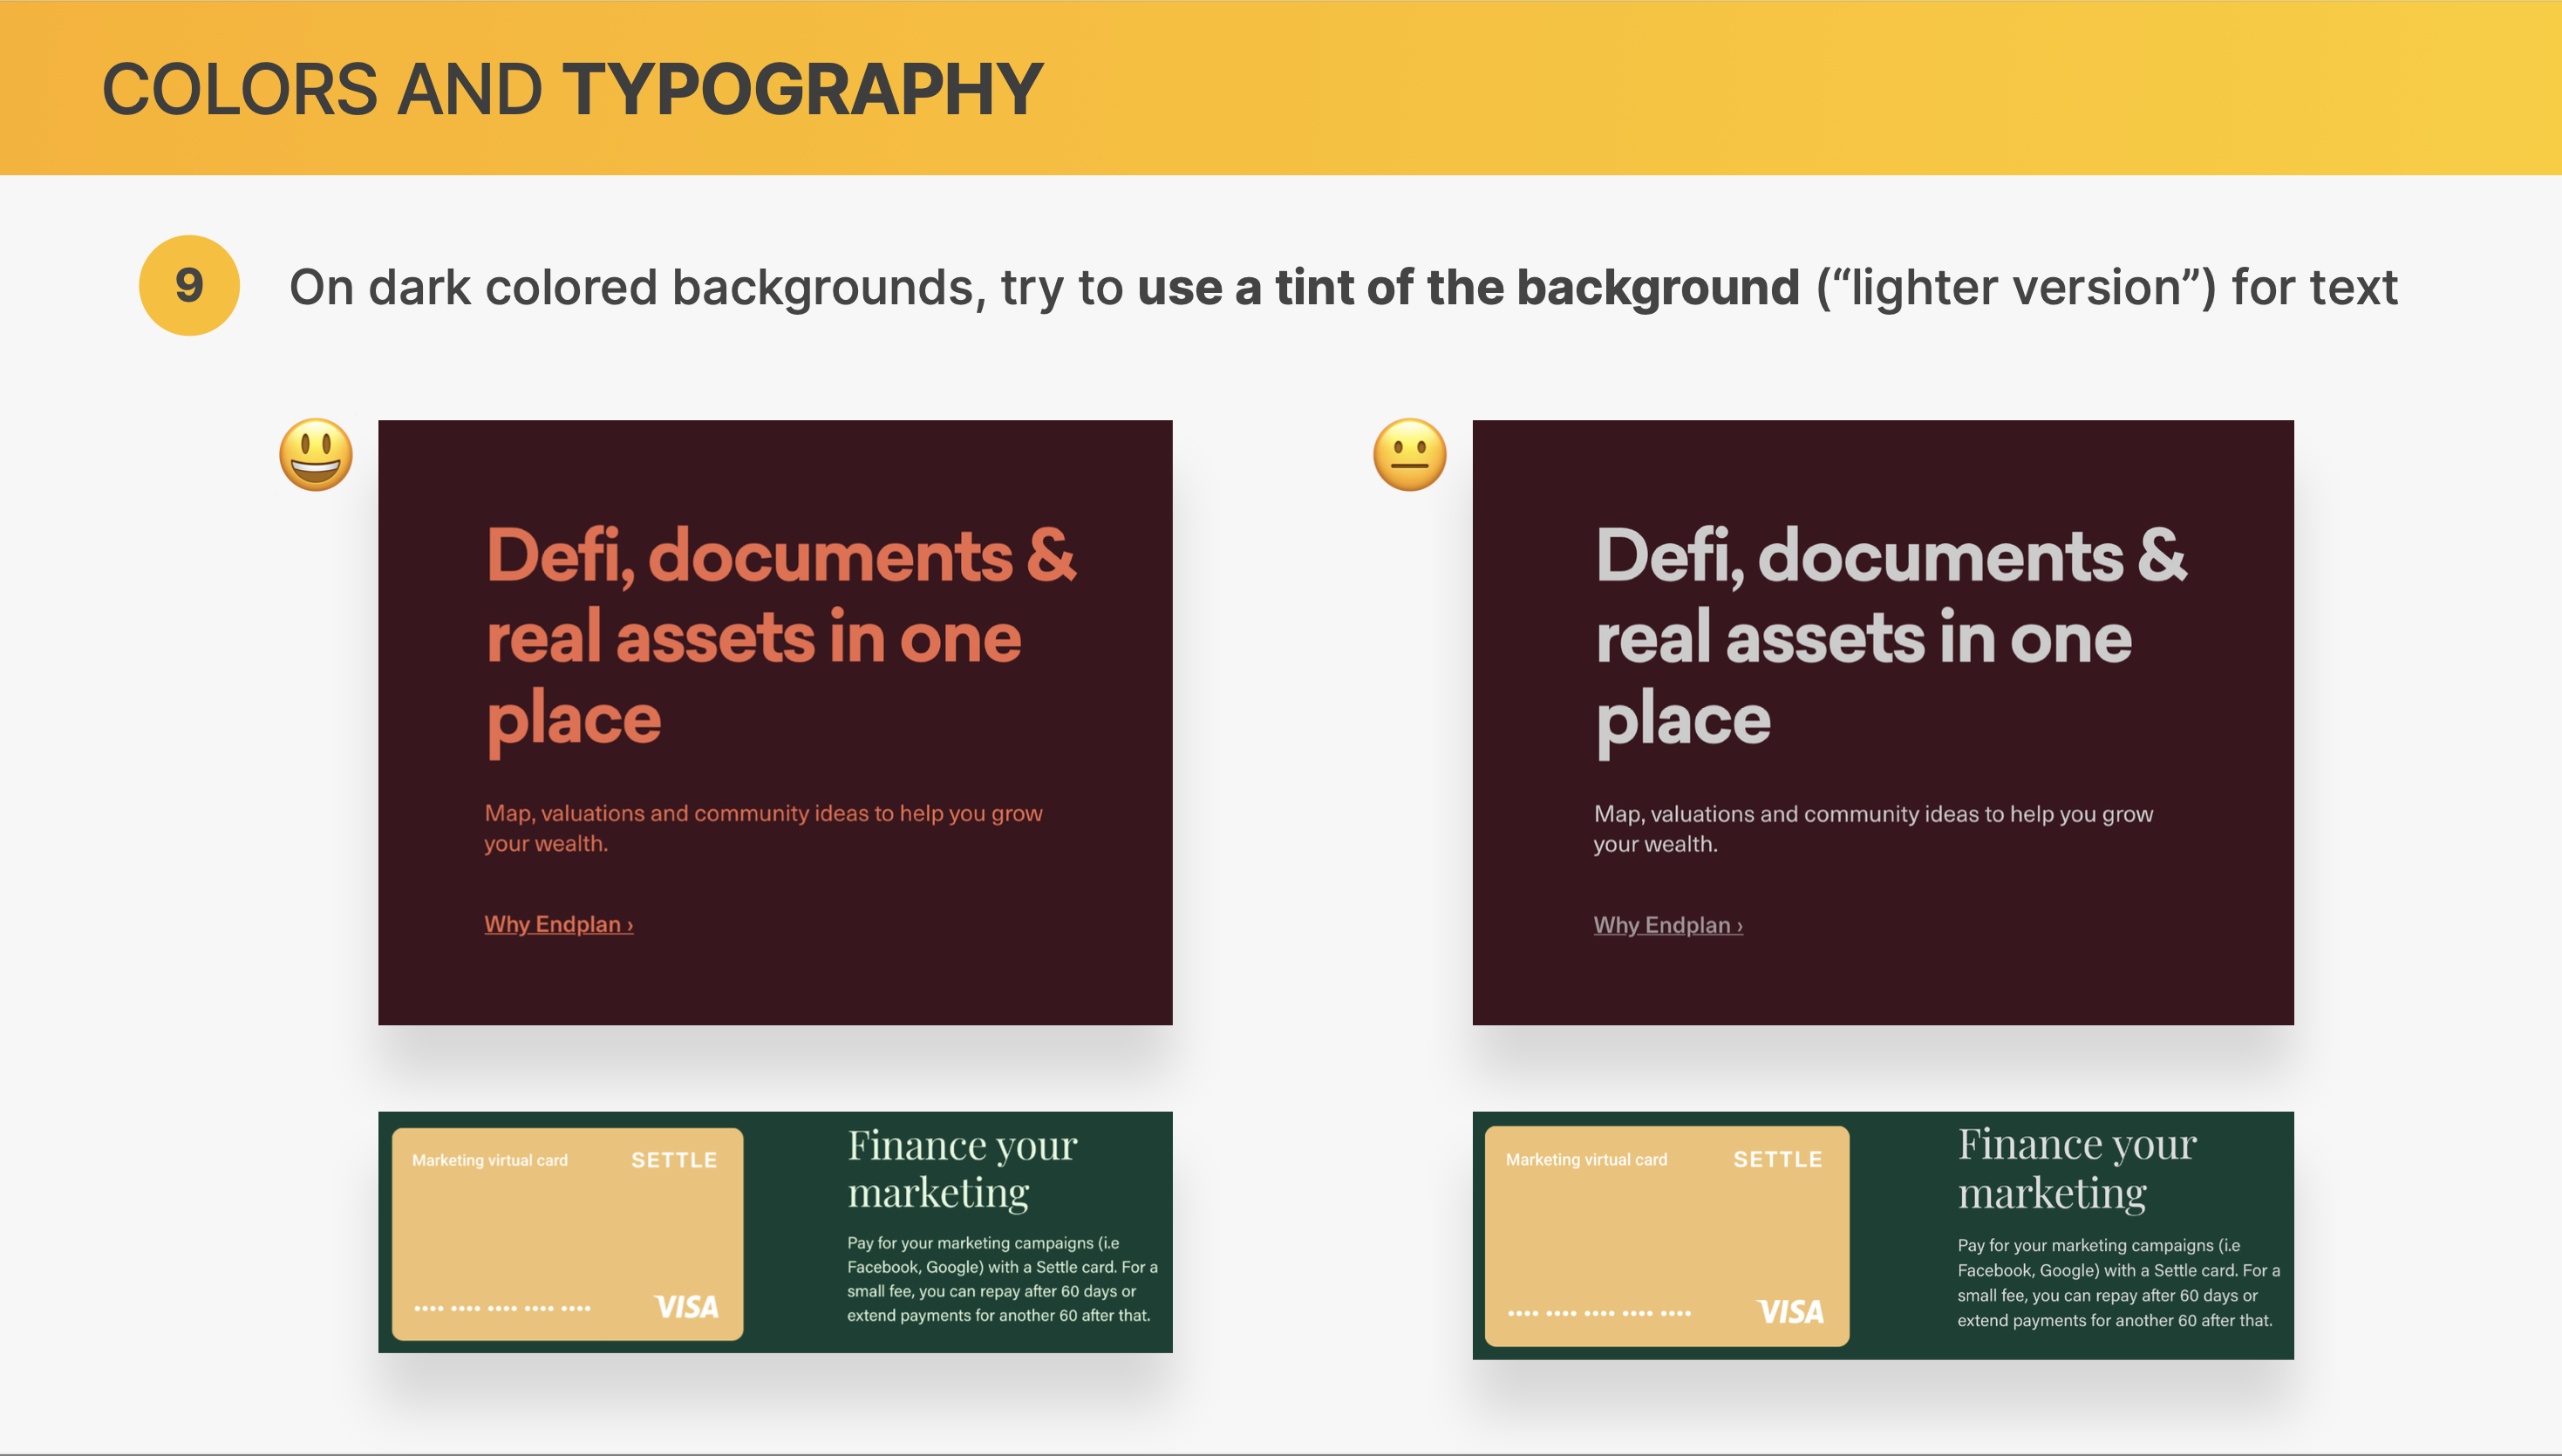 COLORS AND TYPOGRAPHY
9
On dark colored backgrounds, try to use a tint of the background (“lighter version”) for text
Defi, documents &
real assets in one
place
Map, valuations and community ideas to help you grow
your wealth.
Why Endplan ›
Defi, documents &
real assets in one
place
Map, valuations and community ideas to help you grow
your wealth.
Why Endplan ›
Marketing virtual card
SETTLE
•••• •••• •••• •••• ••••
VISA
Finance your
marketing
Pay for your marketing campaigns (i.e
Facebook, Google) with a Settle card. For a
small fee, you can repay after 60 days or
extend payments for another 60 after that.
Marketing virtual card
SETTLE
•••• •••• •••• •••• ••••
VISA
Finance your
marketing
Pay for your marketing campaigns (i.e
Facebook, Google) with a Settle card. For a
small fee, you can repay after 60 days or
extend payments for another 60 after that.